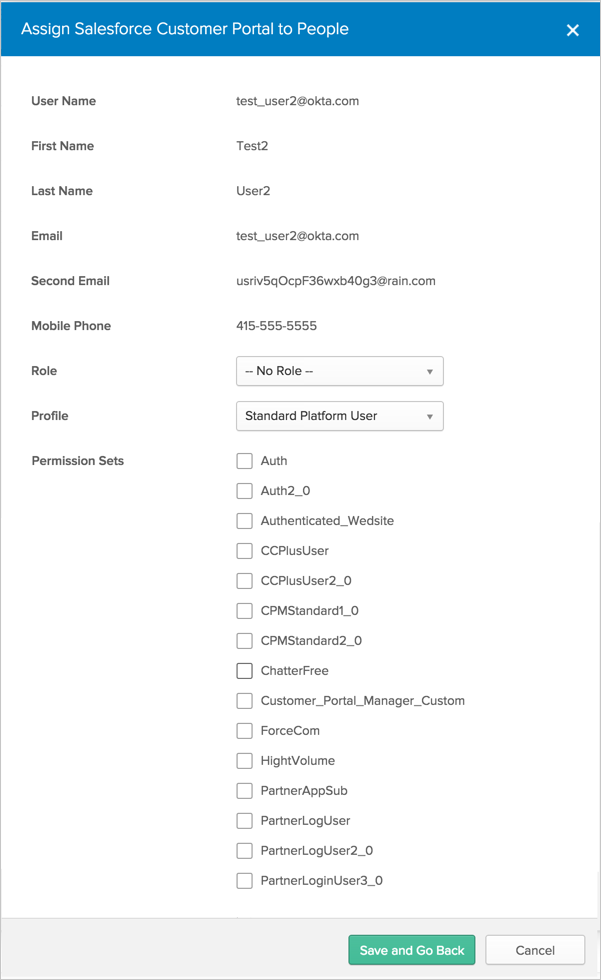 Assign Salesforce Customer Portal to People
User Name test_user2@okta.com
First Name Test2
Last Name User2
Email test_user2@okta.com
Second Email usriv5qOcpF36wxb40g3@rain.com
Mobile Phone 415-555-5555
Role -- No Role --
Profile Standard Platform User
Permission Sets Auth
Auth2_0
Authenticated_Wedsite
CCPlusUser
CCPlusUser2_0
CPMStandard1_0
CPMStandard2_0
ChatterFree
Customer_Portal_Manager_Custom
ForceCom
HightVolume
PartnerAppSub
PartnerLogUser
PartnerLogUser2_0
PartnerLoginUser3_0
Save and Go Back Cancel